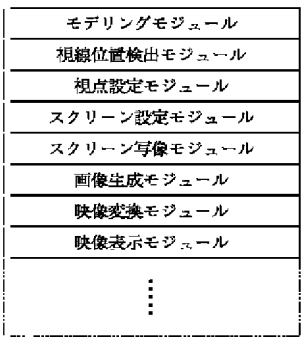 モデリングモジュール
視線位置検出モジュール
視点設定モジュール
スクリーン設定モジュール
スクリーン写像モジュール
画像生成モジュール
映像変換モジュール
映像表示モジュール